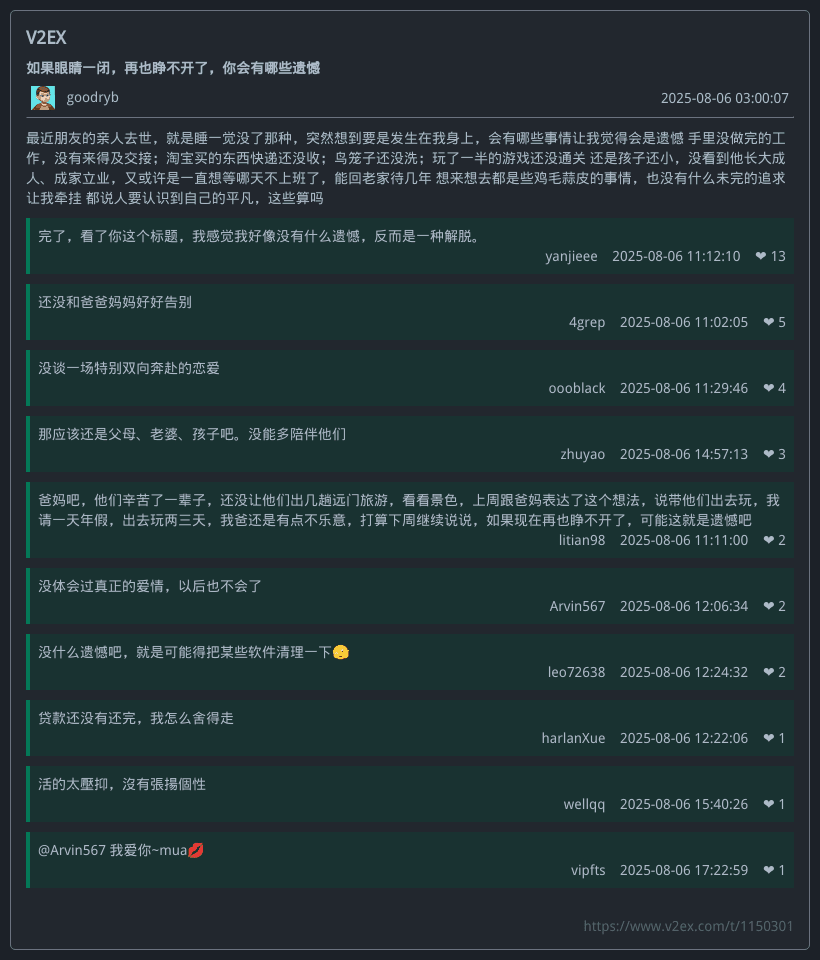 V2EX
如果眼睛一闭，再也睁不开了，你会有哪些遗憾
goodryb 2025-08-06 03:00:07
最近朋友的亲人去世，就是睡一觉没了那种，突然想到要是发生在我身上，会有哪些事情让我觉得会是遗憾 手里没做完的工
作，没有来得及交接；淘宝买的东西快递还没收；鸟笼子还没洗；玩了一半的游戏还没通关 还是孩子还小，没看到他长大成
人、成家立业，又或许是一直想等哪天不上班了，能回老家待几年 想来想去都是些鸡毛蒜皮的事情，也没有什么未完的追求
让我牵挂 都说人要认识到自己的平凡，这些算吗
完了，看了你这个标题，我感觉我好像没有什么遗憾，反而是一种解脱。
yanjieee 2025-08-06 11:12:10 ❤ 13
还没和爸爸妈妈好好告别
4grep 2025-08-06 11:02:05 ❤ 5
没谈一场特别双向奔赴的恋爱
oooblack 2025-08-06 11:29:46 ❤ 4
那应该还是父母、老婆、孩子吧。没能多陪伴他们
zhuyao 2025-08-06 14:57:13 ❤ 3
爸妈吧，他们辛苦了一辈子，还没让他们出几趟远门旅游，看看景色，上周跟爸妈表达了这个想法，说带他们出去玩，我
请一天年假，出去玩两三天，我爸还是有点不乐意，打算下周继续说说，如果现在再也睁不开了，可能这就是遗憾吧
litian98 2025-08-06 11:11:00 ❤ 2
没体会过真正的爱情，以后也不会了
Arvin567 2025-08-06 12:06:34 ❤ 2
没什么遗憾吧，就是可能得把某些软件清理一下
leo72638 2025-08-06 12:24:32 ❤ 2
贷款还没有还完，我怎么舍得走
harlanXue 2025-08-06 12:22:06 ❤ 1
活的太壓抑，沒有張揚個性
wellqq 2025-08-06 15:40:26 ❤ 1
@Arvin567 我爱你~mua💋
vipfts 2025-08-06 17:22:59 ❤ 1
https://www.v2ex.com/t/1150301